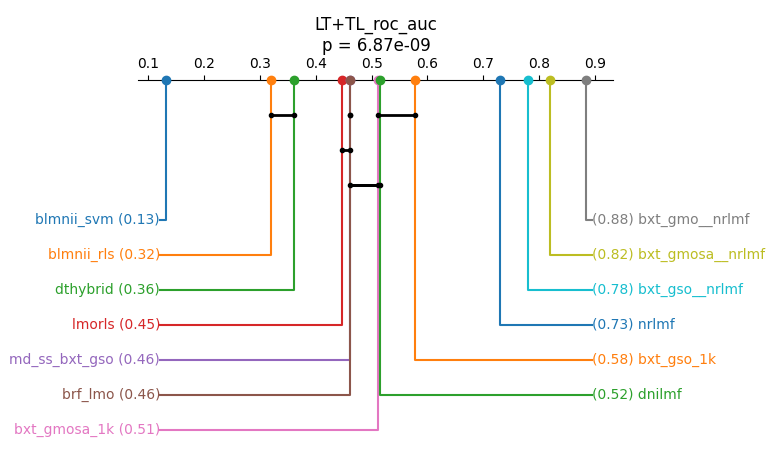 LT+TL_roc_auc
p = 6.87e-09
0.1 0.2 0.3 0.4 0.5 0.6 0.7 0.8 0.9
blmnii_svm (0.13)
(0.88) bxt_gmo__nrlmf
blmnii_rls (0.32)
(0.82) bxt_gmosa__nrlmf
dthybrid (0.36)
(0.78) bxt_gso__nrlmf
lmorls (0.45)
(0.73) nrlmf
md_ss_bxt_gso (0.46)
(0.58) bxt_gso_1k
brf_lmo (0.46)
(0.52) dnilmf
bxt_gmosa_1k (0.51)